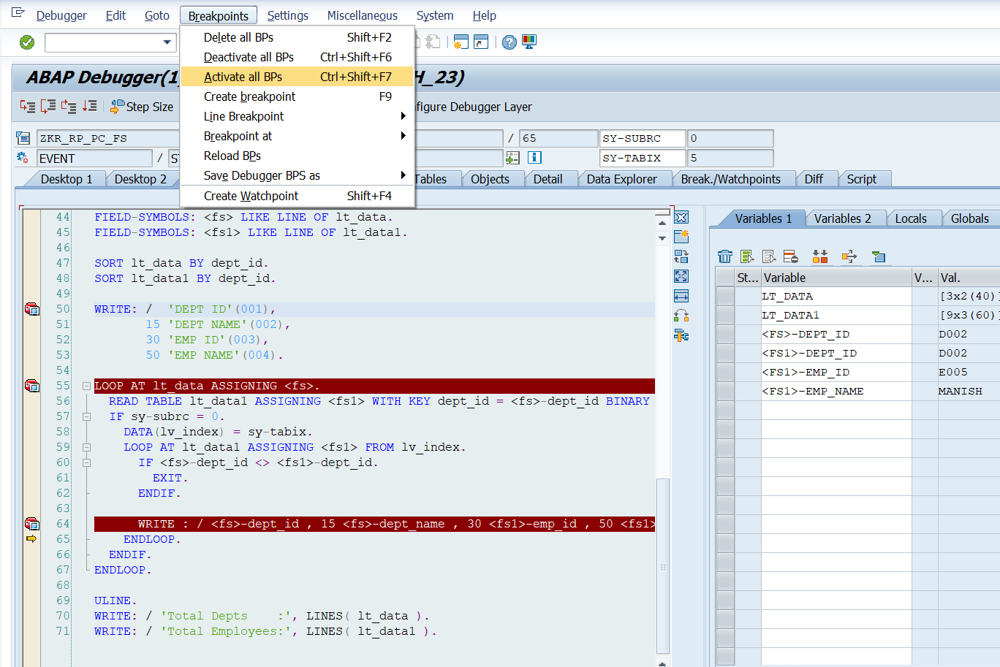 Debugger Edit Goto Breakpoints Settings Miscellaneous System Help
Delete all BPs Shift+F2
Deactivate all BPs Ctrl+Shift+F6
Activate all BPs Ctrl+Shift+F7
Create breakpoint F9
Line Breakpoint
Breakpoint at
Reload BPs
Save Debugger BPS as
Create Watchpoint Shift+F4
ABAP Debugger(1) H_23)
Step Size figure Debugger Layer
ZKR_RP_PC_FS / 65 SY-SUBRC 0
EVENT / ST SY-TABIX 5
Desktop 1 Desktop 2 Tables Objects Detail Data Explorer Break./Watchpoints Diff Script
44 FIELD-SYMBOLS: <fs> LIKE LINE OF lt_data.
45 FIELD-SYMBOLS: <fs1> LIKE LINE OF lt_data1.
46
47 SORT lt_data BY dept_id.
48 SORT lt_data1 BY dept_id.
49
50 WRITE: / 'DEPT ID'(001),
51 15 'DEPT NAME'(002),
52 30 'EMP ID'(003),
53 50 'EMP NAME'(004).
54
55 LOOP AT lt_data ASSIGNING <fs>.
56 READ TABLE lt_data1 ASSIGNING <fs1> WITH KEY dept_id = <fs>-dept_id BINARY
57 IF sy-subrc = 0.
58 DATA(lv_index) = sy-tabix.
59 LOOP AT lt_data1 ASSIGNING <fs1> FROM lv_index.
60 IF <fs>-dept_id <> <fs1>-dept_id.
61 EXIT.
62 ENDIF.
63
64 WRITE : / <fs>-dept_id , 15 <fs>-dept_name , 30 <fs1>-emp_id , 50 <fs1>
65 ENDLOOP.
66 ENDIF.
67 ENDLOOP.
68
69 ULINE.
70 WRITE: / 'Total Depts    :', LINES( lt_data ).
71 WRITE: / 'Total Employees:', LINES( lt_data1 ).
Variables 1 Variables 2 Locals Globals
St... Variable V... Val.
LT_DATA [3x2(40)]
LT_DATA1 [9x3(60)]
<FS>-DEPT_ID D002
<FS1>-DEPT_ID D002
<FS1>-EMP_ID E005
<FS1>-EMP_NAME MANISH